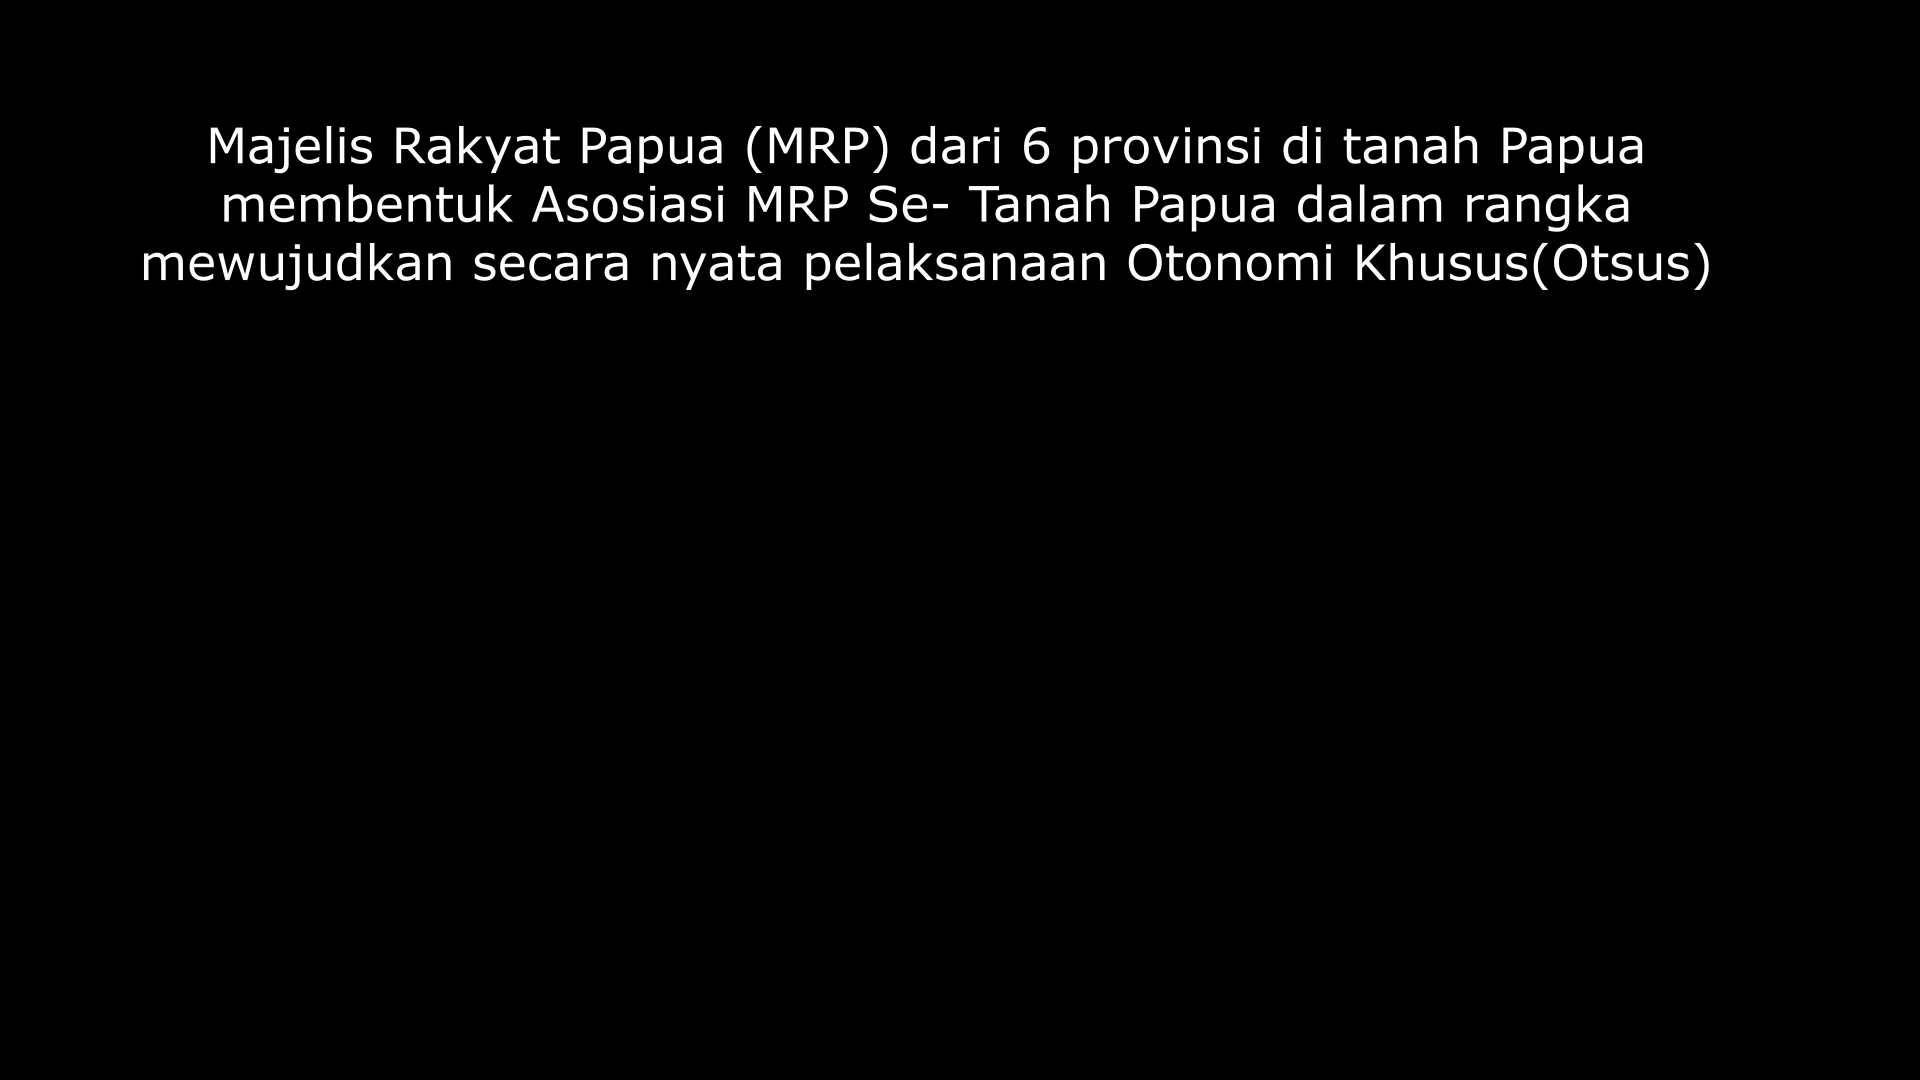 Majelis Rakyat Papua (MRP) dari 6 provinsi di tanah Papua
membentuk Asosiasi MRP Se- Tanah Papua dalam rangka
mewujudkan secara nyata pelaksanaan Otonomi Khusus(Otsus)